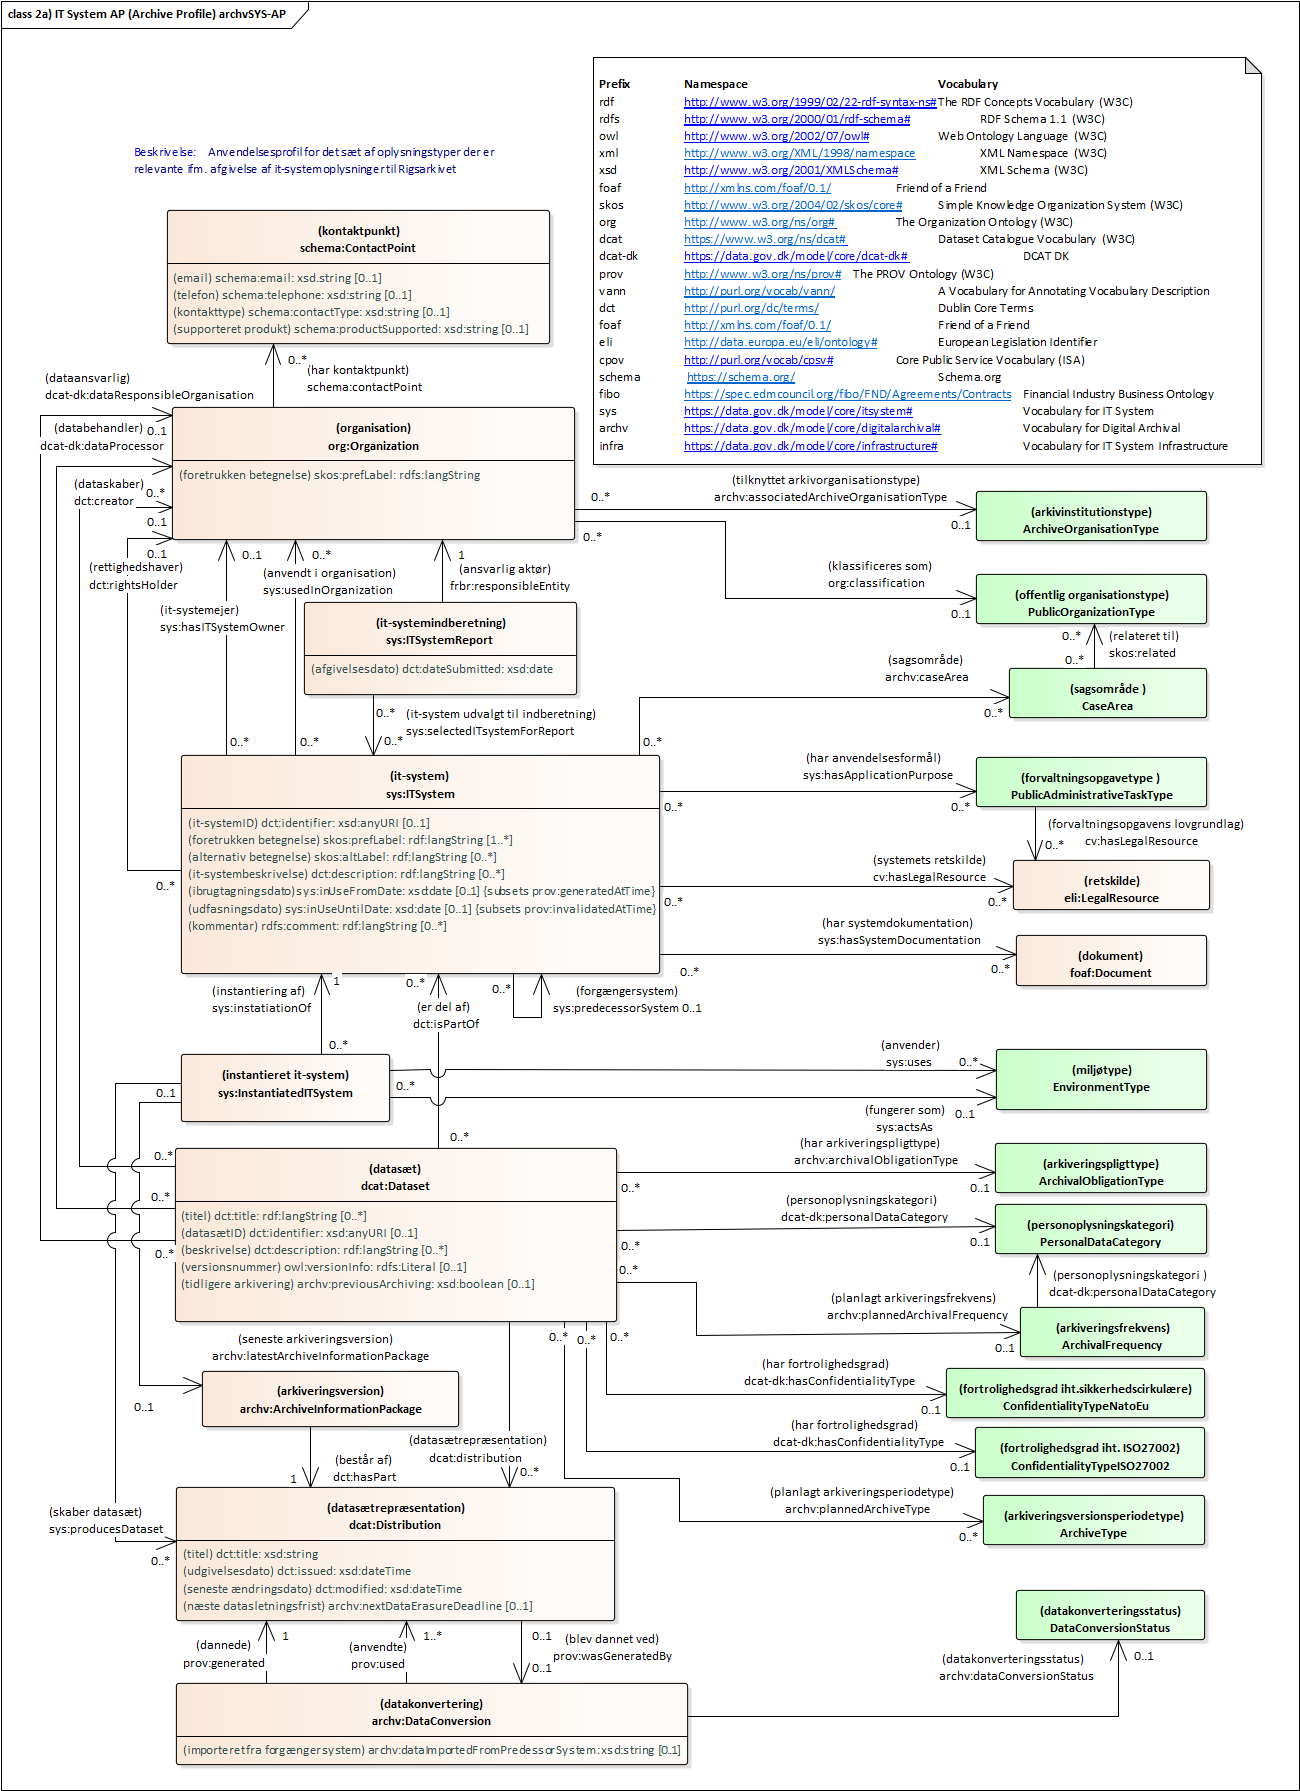 class 2a) IT System AP (Archive Profile) archvSYS-AP
Prefix Namespace Vocabulary
rdf http://www.w3.org/1999/02/22-rdf-syntax-ns# The RDF Concepts Vocabulary (W3C)
rdfs http://www.w3.org/2000/01/rdf-schema# RDF Schema 1.1 (W3C)
owl http://www.w3.org/2002/07/owl# Web Ontology Language (W3C)
xml http://www.w3.org/XML/1998/namespace XML Namespace (W3C)
xsd http://www.w3.org/2001/XMLSchema# XML Schema (W3C)
foaf http://xmlns.com/foaf/0.1/ Friend of a Friend
skos http://www.w3.org/2004/02/skos/core# Simple Knowledge Organization System (W3C)
org http://www.w3.org/ns/org# The Organization Ontology (W3C)
dcat https://www.w3.org/ns/dcat# Dataset Catalogue Vocabulary (W3C)
dcat-dk https://data.gov.dk/model/core/dcat-dk# DCAT DK
prov http://www.w3.org/ns/prov# The PROV Ontology (W3C)
vann http://purl.org/vocab/vann/ A Vocabulary for Annotating Vocabulary Description
dct http://purl.org/dc/terms/ Dublin Core Terms
foaf http://xmlns.com/foaf/0.1/ Friend of a Friend
eli http://data.europa.eu/eli/ontology# European Legislation Identifier
cpov http://purl.org/vocab/cpsv# Core Public Service Vocabulary (ISA)
schema https://schema.org/ Schema.org
fibo https://spec.edmcouncil.org/fibo/FND/Agreements/Contracts Financial Industry Business Ontology
sys https://data.gov.dk/model/core/itsystem# Vocabulary for IT System
archv https://data.gov.dk/model/core/digitalarchival# Vocabulary for Digital Archival
infra https://data.gov.dk/model/core/infrastructure# Vocabulary for IT System Infrastructure
Beskrivelse: Anvendelsesprofil for det sæt af oplysningstyper der er
relevante ifm. afgivelse af it-systemoplysninger til Rigsarkivet
(kontaktpunkt)
schema:ContactPoint
(email) schema:email: xsd.string [0..1]
(telefon) schema:telephone: xsd:string [0..1]
(kontakttype) schema:contactType: xsd:string [0..1]
(supporteret produkt) schema:productSupported: xsd:string [0..1]
0..*
(har kontaktpunkt)
schema:contactPoint
(dataansvarlig)
dcat-dk:dataResponsibleOrganisation
0..1
(databehandler)
dcat-dk:dataProcessor
0..*
(dataskaber)
dct:creator
0..1
0..1
(rettighedshaver)
dct:rightsHolder
(organisation)
org:Organization
(foretrukken betegnelse) skos:prefLabel: rdfs:langString
0..*
(tilknyttet arkivorganisationstype)
archv:associatedArchiveOrganisationType
0..1
(arkivinstitutionstype)
ArchiveOrganisationType
0..*
(klassificeres som)
org:classification
0..1
(offentlig organisationstype)
PublicOrganizationType
0..*
(relateret til)
skos:related
0..*
0..1
(it-systemejer)
sys:hasITSystemOwner
0..*
0..*
(anvendt i organisation)
sys:usedInOrganization
0..*
1
(ansvarlig aktør)
frbr:responsibleEntity
(it-systemindberetning)
sys:ITSystemReport
(afgivelsesdato) dct:dateSubmitted: xsd:date
0..*
(it-system udvalgt til indberetning)
sys:selectedITsystemForReport
0..*
(sagsområde)
archv:caseArea
0..*
0..*
(sagsområde )
CaseArea
(it-system)
sys:ITSystem
(it-systemID) dct:identifier: xsd:anyURI [0..1]
(foretrukken betegnelse) skos:prefLabel: rdf:langString [1..*]
(alternativ betegnelse) skos:altLabel: rdf:langString [0..*]
(it-systembeskrivelse) dct:description: rdf:langString [0..*]
(ibrugtagningsdato)sys:inUseFromDate: xsd:date [0..1] {subsets prov:generatedAtTime}
(udfasningsdato) sys:inUseUntilDate: xsd:date [0..1] {subsets prov:invalidatedAtTime}
(kommentar) rdfs:comment: rdf:langString [0..*]
0..*
(har anvendelsesformål)
sys:hasApplicationPurpose
0..*
0..*
(forvaltningsopgavetype )
PublicAdministrativeTaskType
(forvaltningsopgavens lovgrundlag)
cv:hasLegalResource
0..*
(systemets retskilde)
cv:hasLegalResource
0..*
0..*
(retskilde)
eli:LegalResource
(har systemdokumentation)
sys:hasSystemDocumentation
0..*
0..*
(dokument)
foaf:Document
(instantiering af)
sys:instatiationOf
1
0..*
0..*
(er del af)
dct:isPartOf
0..*
0..*
(forgængersystem)
sys:predecessorSystem 0..1
(instantieret it-system)
sys:InstantiatedITSystem
0..1
0..*
(anvender)
sys:uses
0..*
(fungerer som)
sys:actsAs
0..1
(miljøtype)
EnvironmentType
(datasæt)
dcat:Dataset
(titel) dct:title: rdf:langString [0..*]
(datasætID) dct:identifier: xsd:anyURI [0..1]
(beskrivelse) dct:description: rdf:langString [0..*]
(versionsnummer) owl:versionInfo: rdfs:Literal [0..1]
(tidligere arkivering) archv:previousArchiving: xsd:boolean [0..1]
0..*
0..*
0..*
(har arkiveringspligttype)
archv:archivalObligationType
0..*
0..1
(arkiveringspligttype)
ArchivalObligationType
(personoplysningskategori)
dcat-dk:personalDataCategory
0..*
0..1
(personoplysningskategori)
PersonalDataCategory
(personoplysningskategori )
dcat-dk:personalDataCategory
0..*
(planlagt arkiveringsfrekvens)
archv:plannedArchivalFrequency
0..1
(arkiveringsfrekvens)
ArchivalFrequency
0..* 0..* 0..*
(har fortrolighedsgrad)
dcat-dk:hasConfidentialityType
0..1
(fortrolighedsgrad iht.sikkerhedscirkulære)
ConfidentialityTypeNatoEu
(har fortrolighedsgrad)
dcat-dk:hasConfidentialityType
0..1
(fortrolighedsgrad iht. ISO27002)
ConfidentialityTypeISO27002
(planlagt arkiveringsperiodetype)
archv:plannedArchiveType
0..*
(arkiveringsversionsperiodetype)
ArchiveType
(seneste arkiveringsversion)
archv:latestArchiveInformationPackage
0..1
(arkiveringsversion)
archv:ArchiveInformationPackage
1
(består af)
dct:hasPart
(datasætrepræsentation)
dcat:distribution
0..*
(skaber datasæt)
sys:producesDataset
0..*
(datasætrepræsentation)
dcat:Distribution
(titel) dct:title: xsd:string
(udgivelsesdato) dct:issued: xsd:dateTime
(seneste ændringsdato) dct:modified: xsd:dateTime
(næste datasletningsfrist) archv:nextDataErasureDeadline [0..1]
(dannede)
prov:generated
1
(anvendte)
prov:used
1..*
0..1
(blev dannet ved)
prov:wasGeneratedBy
0..1
(datakonvertering)
archv:DataConversion
(importeret fra forgængersystem) archv:dataImportedFromPredessorSystem: xsd:string [0..1]
(datakonverteringsstatus)
archv:dataConversionStatus
0..1
(datakonverteringsstatus)
DataConversionStatus